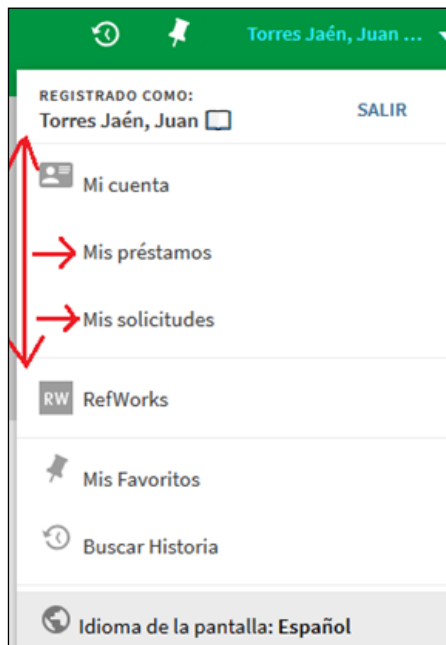 Torres Jaén, Juan ...
REGISTRADO COMO:
Torres Jaén, Juan
SALIR
Mi cuenta
Mis préstamos
Mis solicitudes
RW RefWorks
Mis Favoritos
Buscar Historia
Idioma de la pantalla: Español